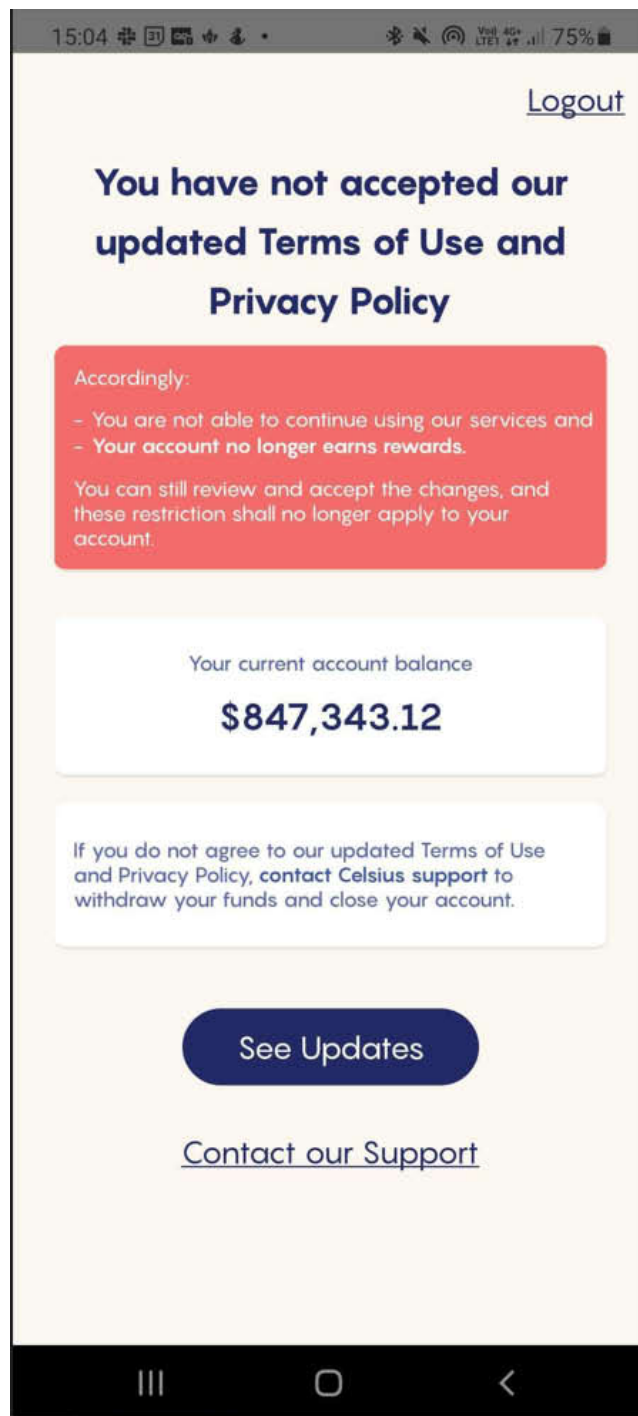 15:04 31 75%
Logout
You have not accepted our
updated Terms of Use and
Privacy Policy
Accordingly:
- You are not able to continue using our services and
- Your account no longer earns rewards.
You can still review and accept the changes, and
these restriction shall no longer apply to your
account.
Your current account balance
$847,343.12
If you do not agree to our updated Terms of Use
and Privacy Policy, contact Celsius support to
withdraw your funds and close your account.
See Updates
Contact our Support